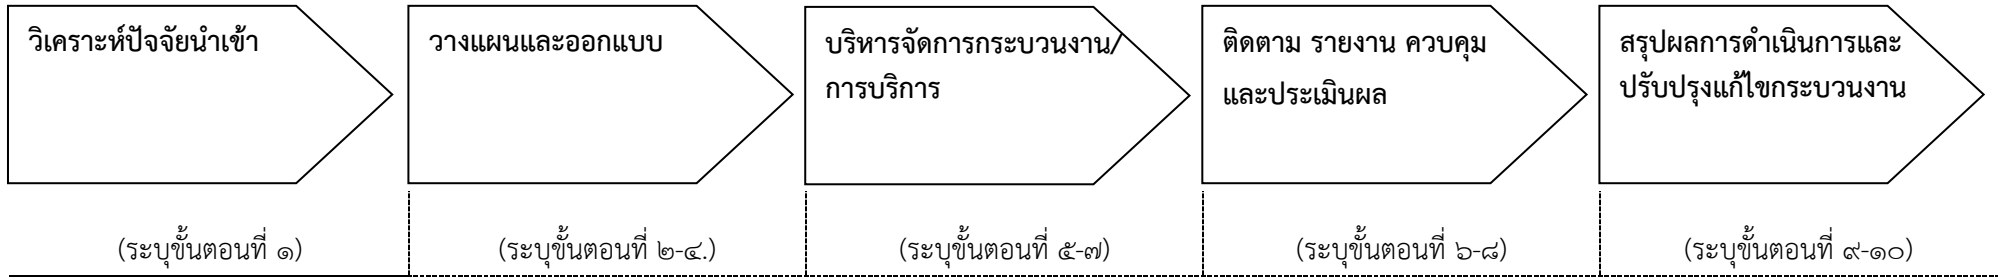 วิเคราะห์ปัจจัยนำเข้า
วางแผนและออกแบบ
บริหารจัดการกระบวนงาน/
การบริการ
ติดตาม รายงาน ควบคุม
และประเมินผล
สรุปผลการดำเนินการและ
ปรับปรุงแก้ไขกระบวนงาน
(ระบุขั้นตอนที่ ๑)
(ระบุขั้นตอนที่ ๒-๔.)
(ระบุขั้นตอนที่ ๕-๗)
(ระบุขั้นตอนที่ ๖-๘)
(ระบุขั้นตอนที่ ๙-๑๐)